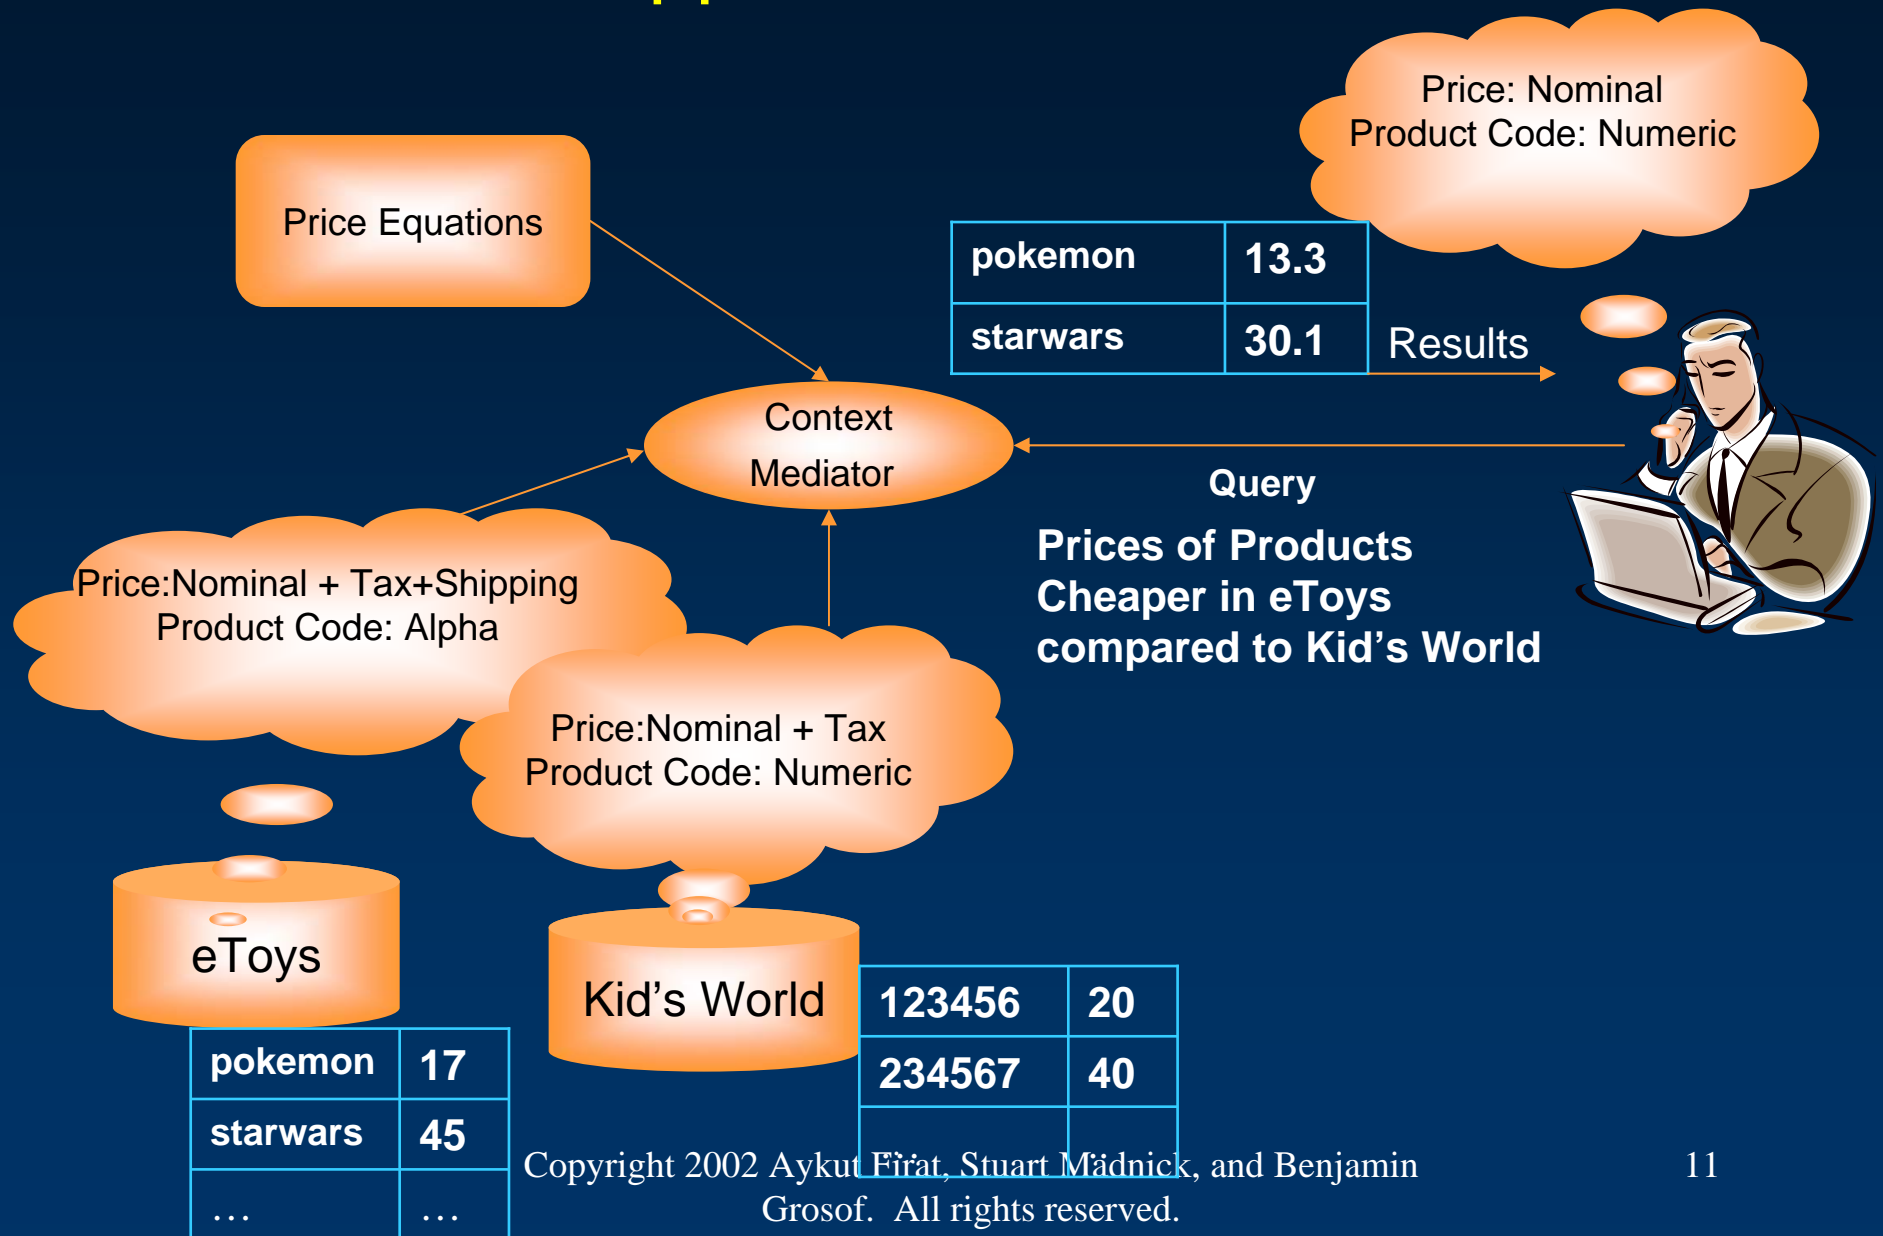 Price: Nominal
Product Code: Numeric
Price Equations
pokemon 13.3
starwars 30.1
Results
Context
Mediator
Query
Prices of Products
Cheaper in eToys
compared to Kid's World
Price:Nominal + Tax+Shipping
Product Code: Alpha
Price:Nominal + Tax
Product Code: Numeric
eToys
Kid's World
123456 20
234567 40
… …
pokemon 17
starwars 45
… …
Copyright 2002 Aykut Firat, Stuart Madnick, and Benjamin
Grosof. All rights reserved.
11